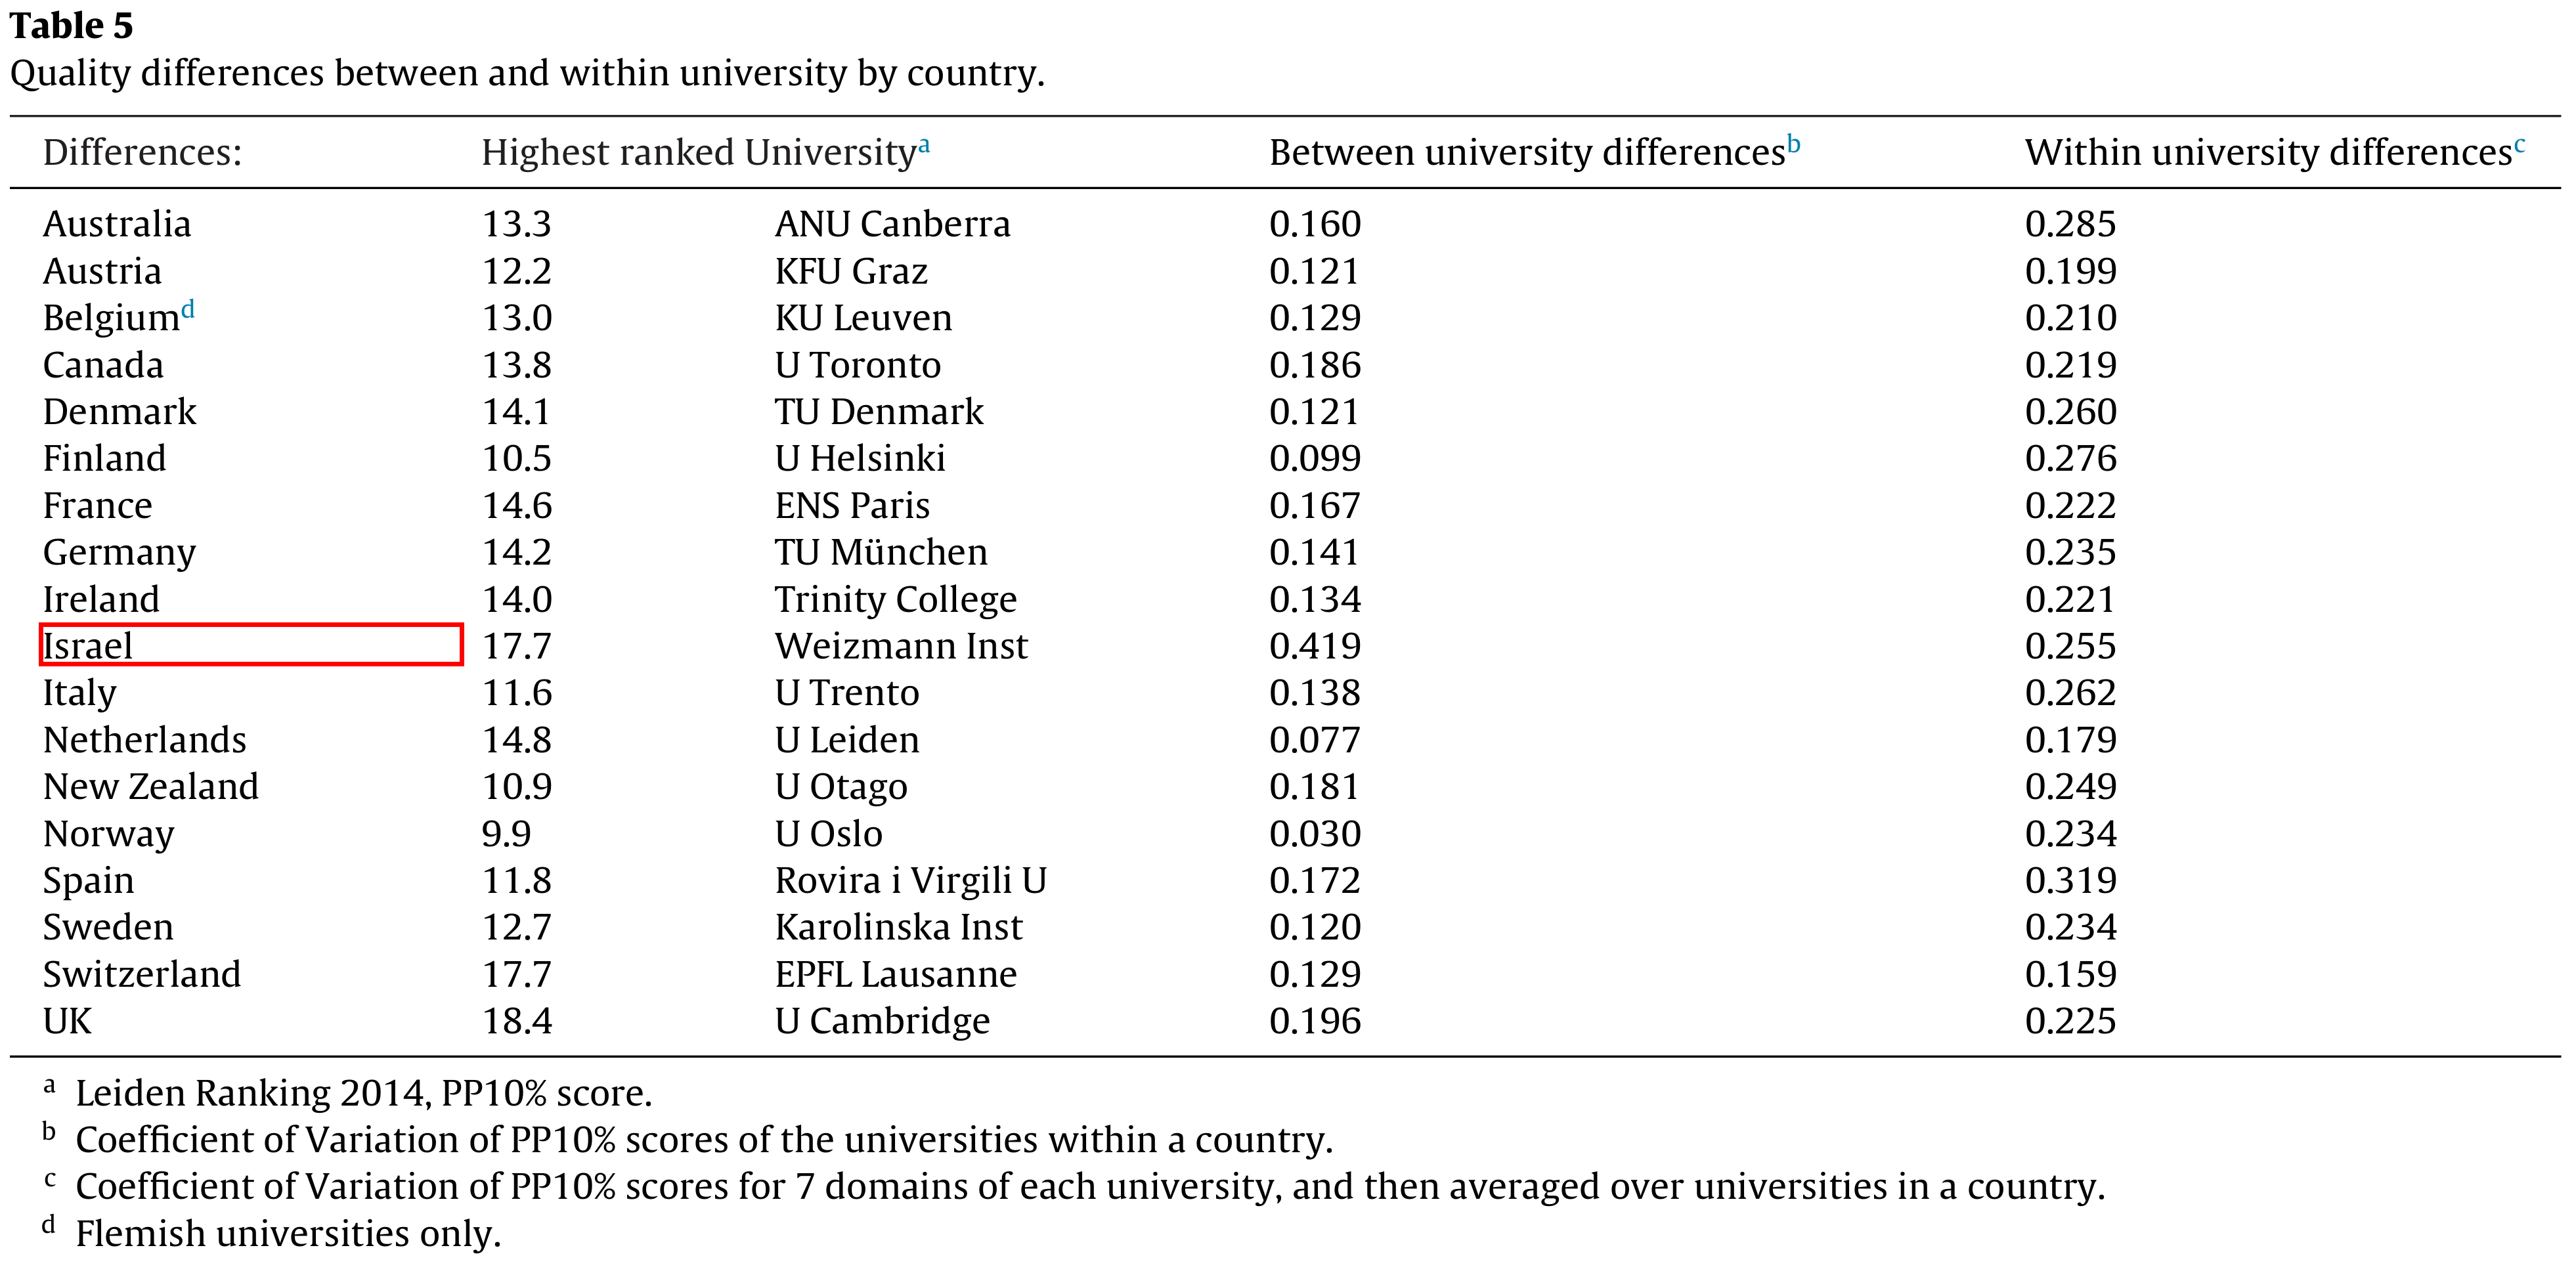 Table 5
Quality differences between and within university by country.
Differences: Highest ranked Universitya Between university differencesb Within university differencesc
Australia 13.3 ANU Canberra 0.160 0.285
Austria 12.2 KFU Graz 0.121 0.199
Belgiumd 13.0 KU Leuven 0.129 0.210
Canada 13.8 U Toronto 0.186 0.219
Denmark 14.1 TU Denmark 0.121 0.260
Finland 10.5 U Helsinki 0.099 0.276
France 14.6 ENS Paris 0.167 0.222
Germany 14.2 TU München 0.141 0.235
Ireland 14.0 Trinity College 0.134 0.221
Israel 17.7 Weizmann Inst 0.419 0.255
Italy 11.6 U Trento 0.138 0.262
Netherlands 14.8 U Leiden 0.077 0.179
New Zealand 10.9 U Otago 0.181 0.249
Norway 9.9 U Oslo 0.030 0.234
Spain 11.8 Rovira i Virgili U 0.172 0.319
Sweden 12.7 Karolinska Inst 0.120 0.234
Switzerland 17.7 EPFL Lausanne 0.129 0.159
UK 18.4 U Cambridge 0.196 0.225
a Leiden Ranking 2014, PP10% score.
b Coefficient of Variation of PP10% scores of the universities within a country.
c Coefficient of Variation of PP10% scores for 7 domains of each university, and then averaged over universities in a country.
d Flemish universities only.